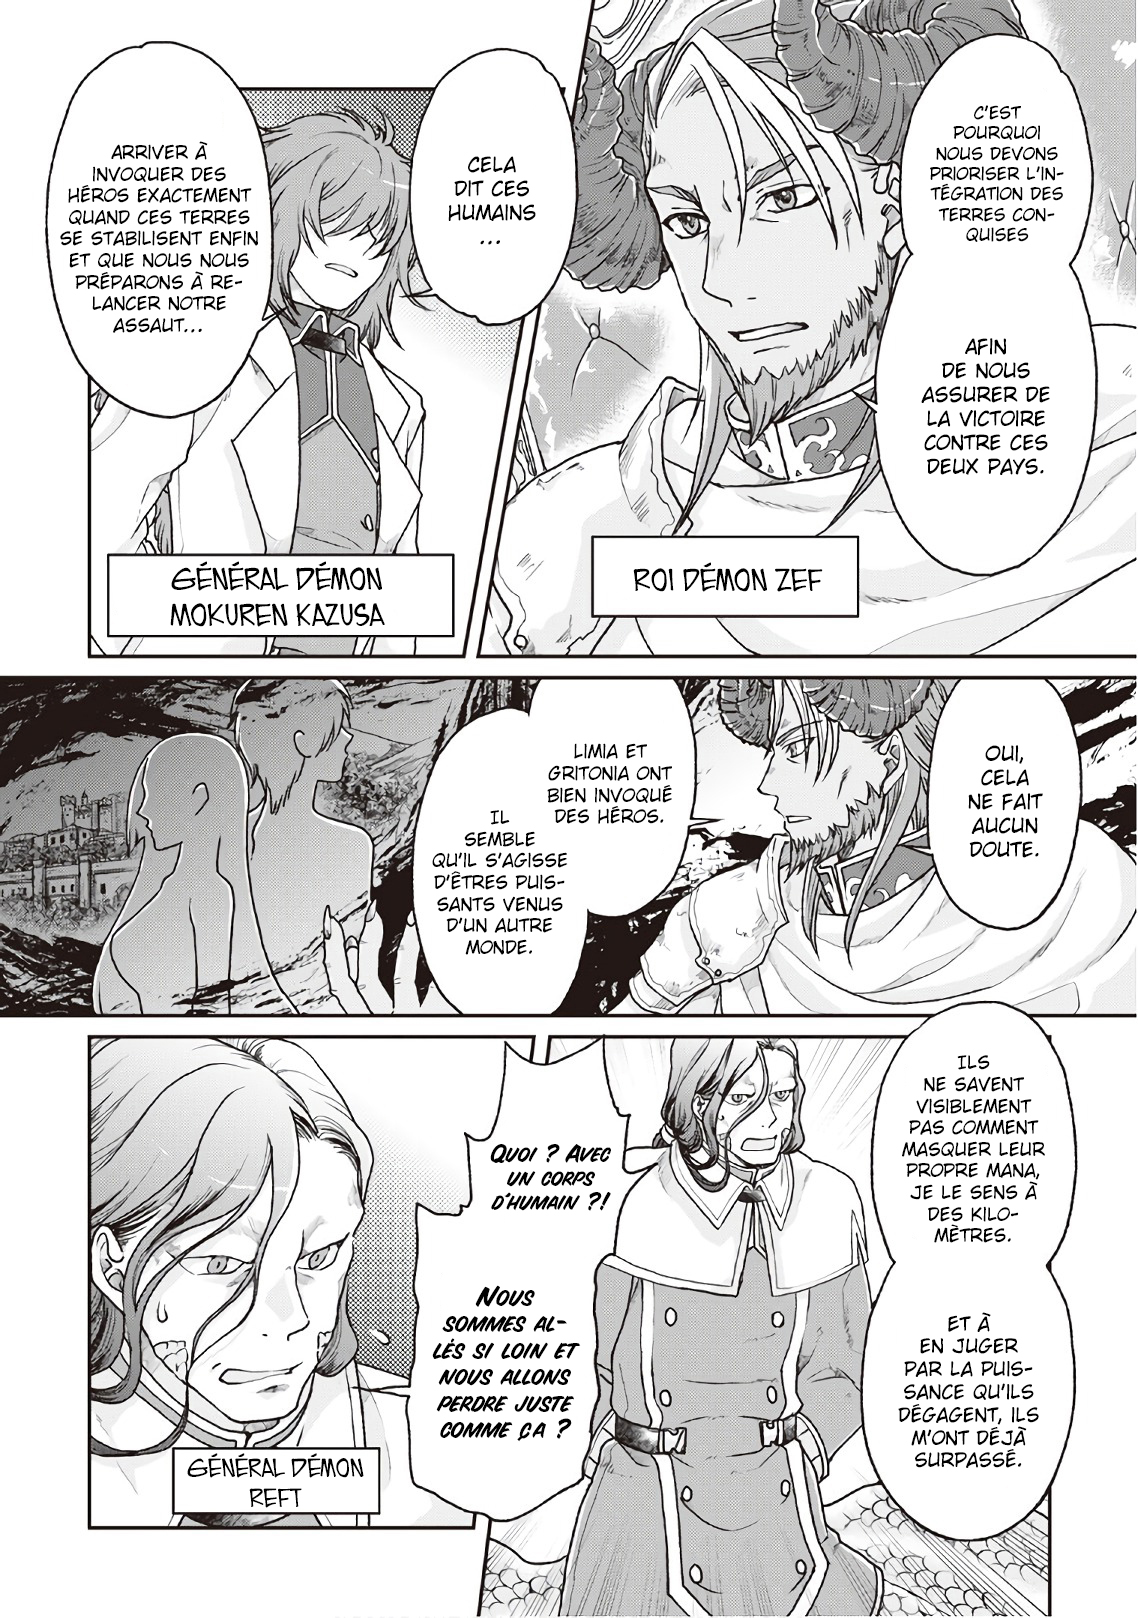 C'EST
POURQUOI
NOUS DEVONS
PRIORISER L'IN-
TÉGRATION DES
TERRES CON-
QUISES
AFIN
DE NOUS
ASSURER DE
LA VICTOIRE
CONTRE CES
DEUX PAYS.
ROI DÉMON ZEF
CELA
DIT CES
HUMAINS
...
ARRIVER À
INVOQUER DES
HÉROS EXACTEMENT
QUAND CES TERRES
SE STABILISENT ENFIN
ET QUE NOUS NOUS
PRÉPARONS À RE-
LANCER NOTRE
ASSAUT...
GÉNÉRAL DÉMON
MOKUREN KAZUSA
OUI,
CELA
NE FAIT
AUCUN
DOUTE.
LIMIA ET
GRITONIA ONT
BIEN INVOQUÉ
DES HÉROS.
IL
SEMBLE
QU'IL S'AGISSE
D'ÊTRES PUIS-
SANTS VENUS
D'UN AUTRE
MONDE.
ILS
NE SAVENT
VISIBLEMENT
PAS COMMENT
MASQUER LEUR
PROPRE MANA,
JE LE SENS À
DES KILO-
MÈTRES.
ET À
EN JUGER
PAR LA PUIS-
SANCE QU'ILS
DÉGAGENT, ILS
M'ONT DÉJÀ
SURPASSÉ.
QUOI ? AVEC
UN CORPS
D'HUMAIN ?!
NOUS
SOMMES AL-
LÉS SI LOIN ET
NOUS ALLONS
PERDRE JUSTE
COMME ÇA ?
GÉNÉRAL DÉMON
REFT